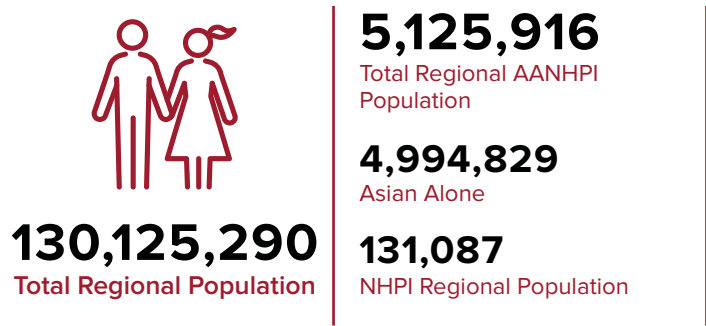 130,125,290
Total Regional Population
5,125,916
Total Regional AANHPI
Population
4,994,829
Asian Alone
131,087
NHPI Regional Population